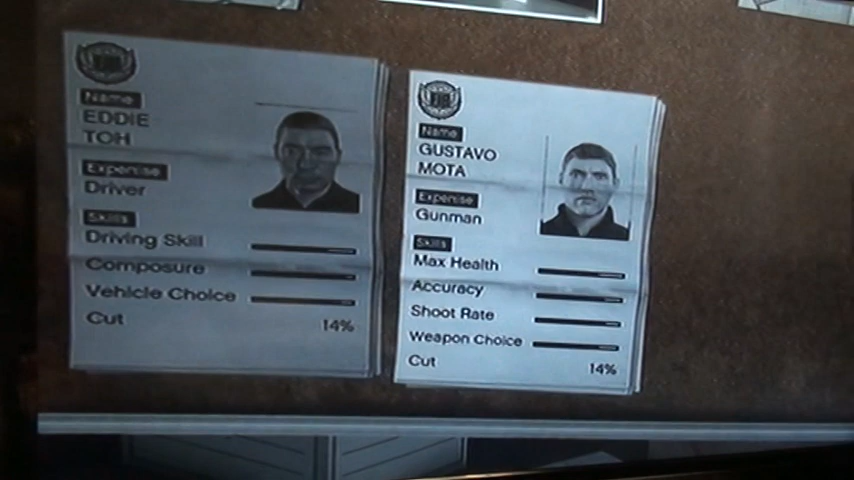 Name
EDDIE
TOH
Expertise
Driver
Skills
Driving Skill
Composure
Vehicle Choice
Cut 14%
Name
GUSTAVO
MOTA
Expertise
Gunman
Skills
Max Health
Accuracy
Shoot Rate
Weapon Choice
Cut 14%